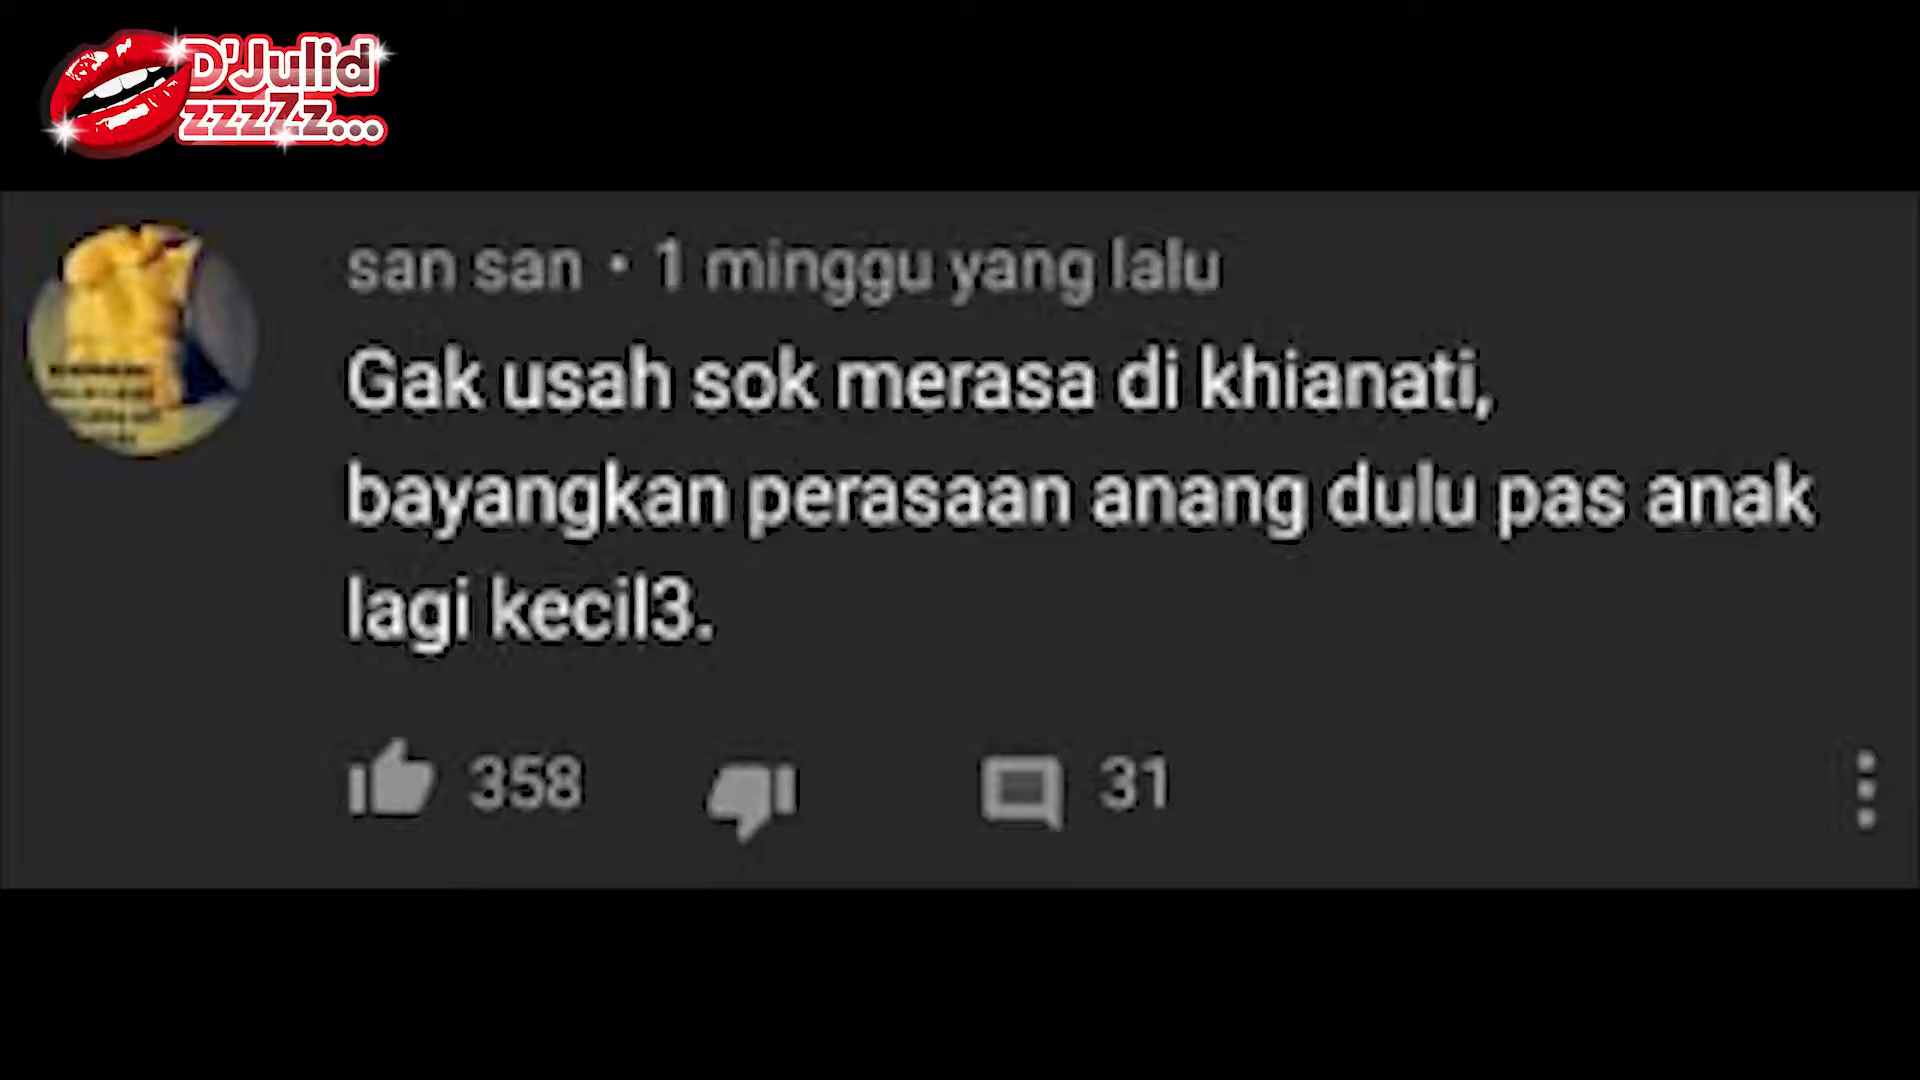 D'Julid
zzzZz...
san san • 1 minggu yang lalu
Gak usah sok merasa di khianati,
bayangkan perasaan anang dulu pas anak
lagi kecil3.
358
31